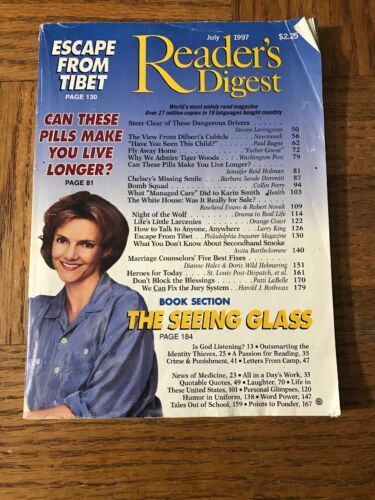 July 1997 $2.25
ESCAPE
FROM
TIBET
PAGE 130
Reader's
Digest
World's most widely read magazine
Over 27 million copies in 19 languages bought monthly
CAN THESE
PILLS MAKE
YOU LIVE
LONGER?
PAGE 81
Steer Clear of These Dangerous Drivers
Steven Levingston 50
The View From Dilbert's Cubicle Newsweek 56
"Have You Seen This Child?" Paul Bagne 62
Fly Away Home "Father Goose" 72
Why We Admire Tiger Woods Washington Post 79
Can These Pills Make You Live Longer?
Jennifer Reid Holman 81
Chelsey's Missing Smile Barbara Sande Dimmitt 87
Bomb Squad Collin Perry 94
What "Managed Care" Did to Karin Smith Health 103
The White House: Was It Really for Sale?
Rowland Evans & Robert Novak 109
Night of the Wolf Drama in Real Life 114
Life's Little Larcenies Orange Coast 122
How to Talk to Anyone, Anywhere Larry King 126
Escape From Tibet Philadelphia Inquirer Magazine 130
What You Don't Know About Secondhand Smoke
Anita Bartholomew 140
Marriage Counselors' Five Best Fixes
Dianne Hales & Doris Wild Helmering 151
Heroes for Today St. Louis Post-Dispatch, et al. 161
Don't Block the Blessings Patti LaBelle 170
We Can Fix the Jury System Harold J. Rothwax 179
BOOK SECTION
THE SEEING GLASS
PAGE 184
Is God Listening? 13 • Outsmarting the
Identity Thieves, 25 • A Passion for Reading, 35
Crime & Punishment, 41 • Letters From Camp, 47
News of Medicine, 23 • All in a Day's Work, 33
Quotable Quotes, 49 • Laughter, 70 • Life in
These United States, 101 • Personal Glimpses, 120
Humor in Uniform, 138 • Word Power, 147
Tales Out of School, 159 • Points to Ponder, 167